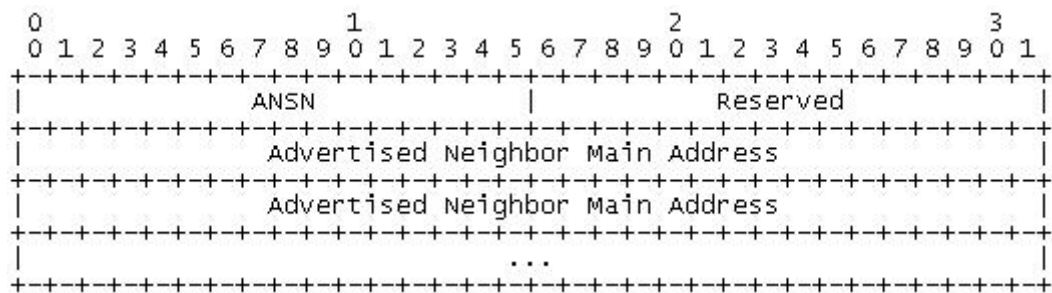 0                   1                   2                   3
 0 1 2 3 4 5 6 7 8 9 0 1 2 3 4 5 6 7 8 9 0 1 2 3 4 5 6 7 8 9 0 1
+-+-+-+-+-+-+-+-+-+-+-+-+-+-+-+-+-+-+-+-+-+-+-+-+-+-+-+-+-+-+-+-+
|              ANSN             |           Reserved            |
+-+-+-+-+-+-+-+-+-+-+-+-+-+-+-+-+-+-+-+-+-+-+-+-+-+-+-+-+-+-+-+-+
|               Advertised Neighbor Main Address                |
+-+-+-+-+-+-+-+-+-+-+-+-+-+-+-+-+-+-+-+-+-+-+-+-+-+-+-+-+-+-+-+-+
|               Advertised Neighbor Main Address                |
+-+-+-+-+-+-+-+-+-+-+-+-+-+-+-+-+-+-+-+-+-+-+-+-+-+-+-+-+-+-+-+-+
|                              ...                              |
+-+-+-+-+-+-+-+-+-+-+-+-+-+-+-+-+-+-+-+-+-+-+-+-+-+-+-+-+-+-+-+-+